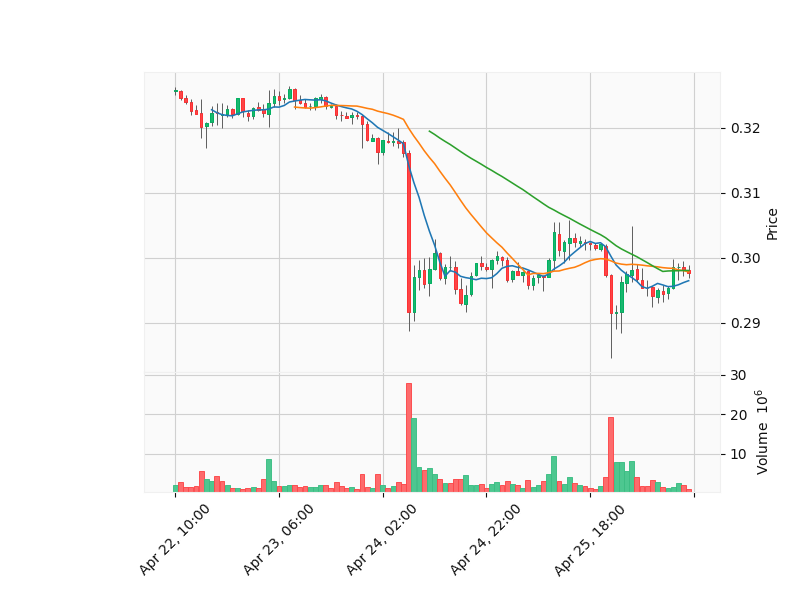 0.32
0.31
0.30
0.29
Price
30
20
10
Volume 10^6
Apr 22, 10:00
Apr 23, 06:00
Apr 24, 02:00
Apr 24, 22:00
Apr 25, 18:00